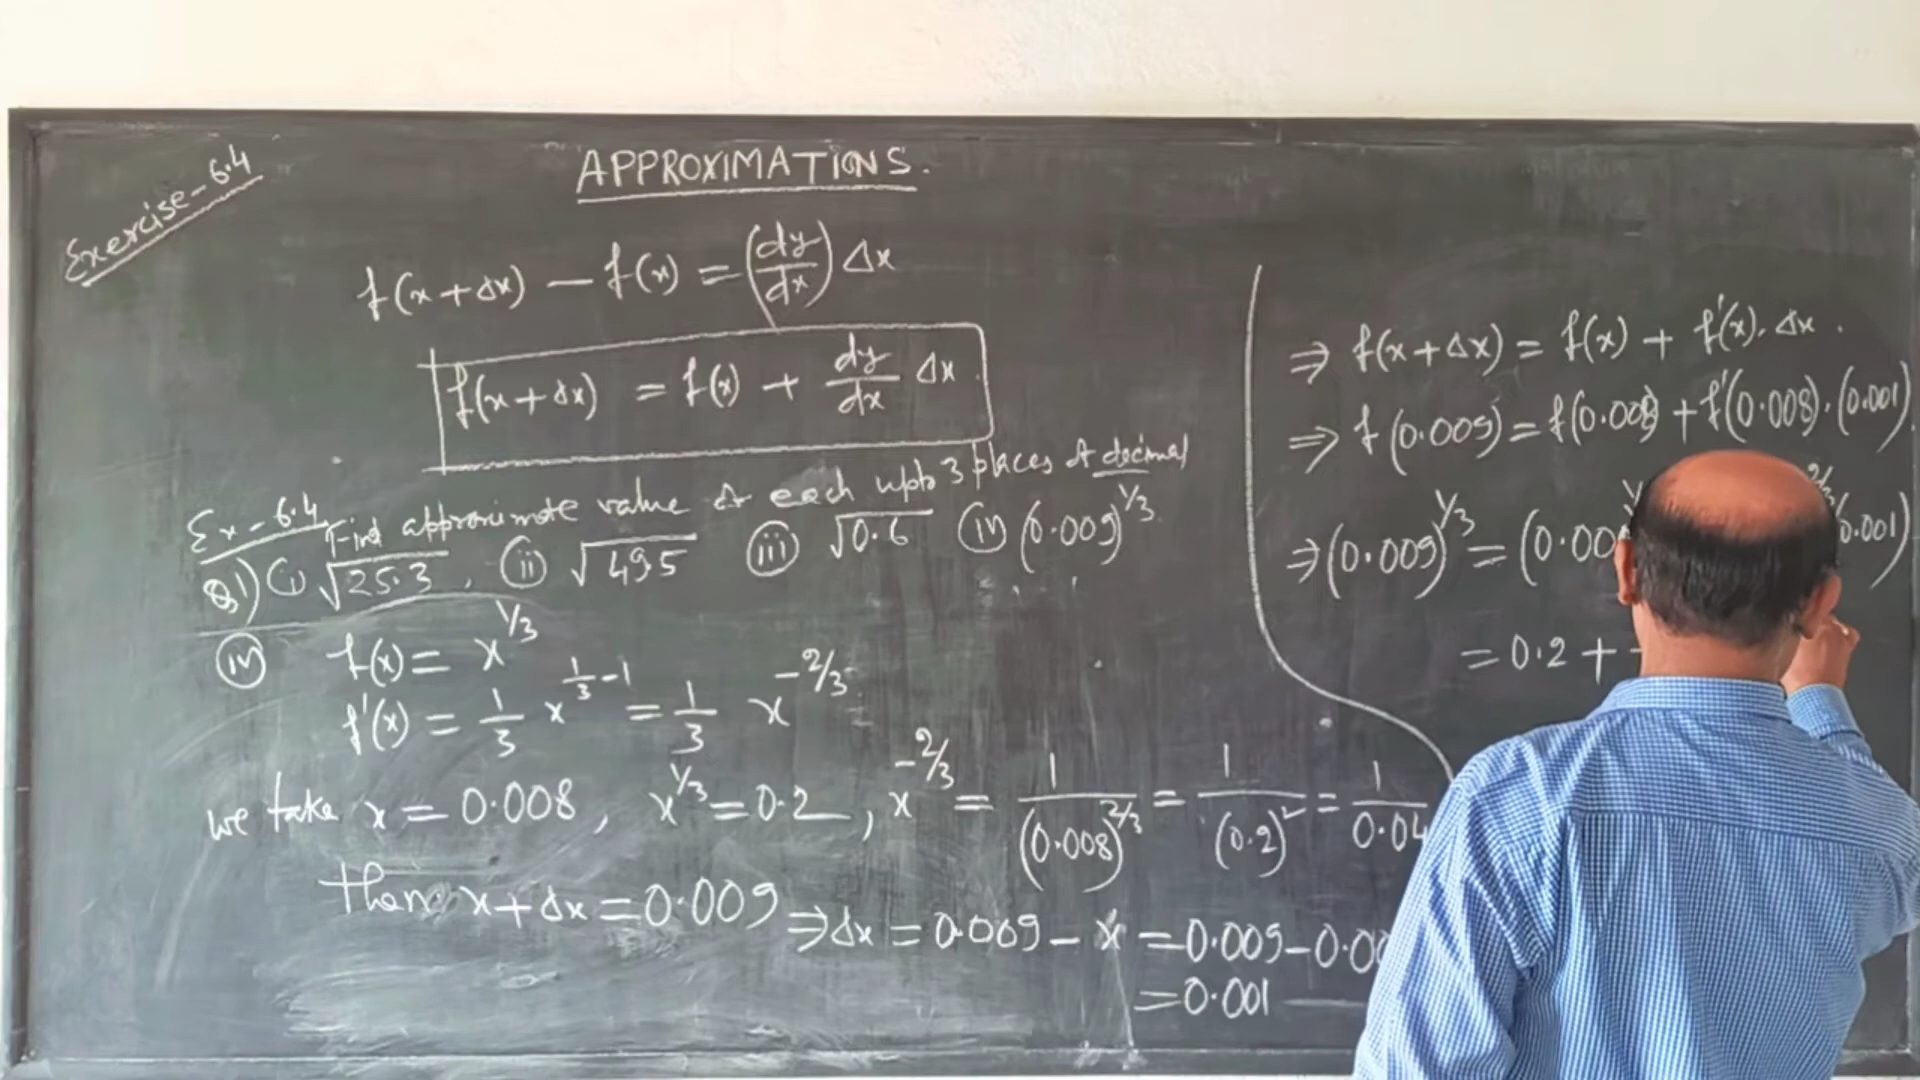 Exercise-6.4
APPROXIMATIONS.
f(x+Δx) – f(x) = (dy/dx) Δx
f(x+Δx) = f(x) + dy/dx Δx.
Ex-6.4 Find approximate value of each upto 3 places of decimal
Q1) (i) √25.3, (ii) √49.5 (iii) √0.6 (iv) (0.009)^1/3.
(iv) f(x) = x^1/3
f'(x) = 1/3 x^(1/3 - 1) = 1/3 x^-2/3.
we take x = 0.008, x^1/3 = 0.2, x^-2/3 = 1/(0.008)^2/3 = 1/(0.2)^2 = 1/0.04
then x+Δx = 0.009 ⇒ Δx = 0.009 – x = 0.009 – 0.00
= 0.001
⇒ f(x+Δx) = f(x) + f'(x). Δx.
⇒ f(0.009) = f(0.008) + f'(0.008).(0.001).
⇒ (0.009)^1/3 = (0.00 0.001)
= 0.2 +